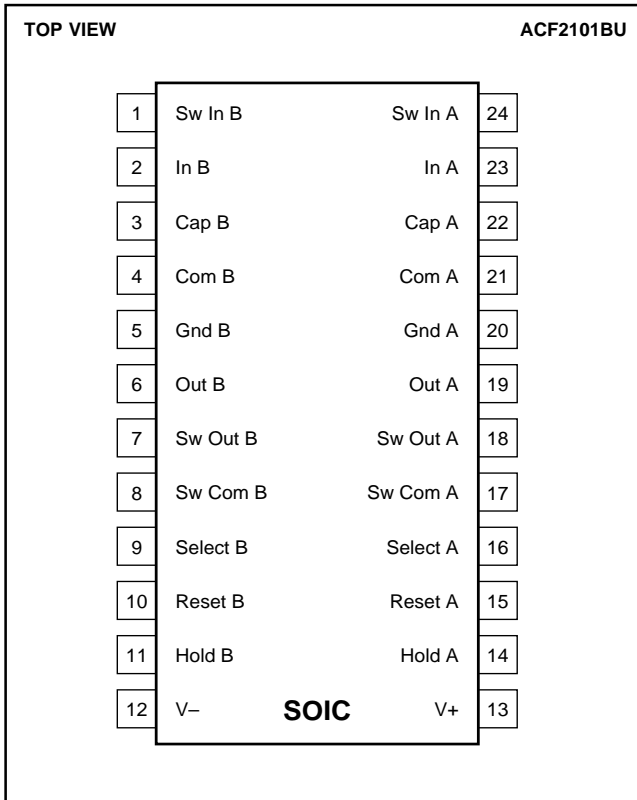 TOP VIEW ACF2101BU
1 Sw In B Sw In A 24
2 In B In A 23
3 Cap B Cap A 22
4 Com B Com A 21
5 Gnd B Gnd A 20
6 Out B Out A 19
7 Sw Out B Sw Out A 18
8 Sw Com B Sw Com A 17
9 Select B Select A 16
10 Reset B Reset A 15
11 Hold B Hold A 14
12 V– SOIC V+ 13